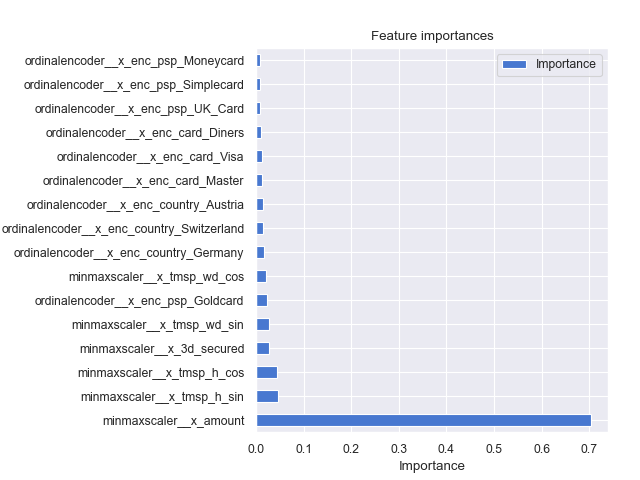 Feature importances
ordinalencoder__x_enc_psp_Moneycard
ordinalencoder__x_enc_psp_Simplecard
ordinalencoder__x_enc_psp_UK_Card
ordinalencoder__x_enc_card_Diners
ordinalencoder__x_enc_card_Visa
ordinalencoder__x_enc_card_Master
ordinalencoder__x_enc_country_Austria
ordinalencoder__x_enc_country_Switzerland
ordinalencoder__x_enc_country_Germany
minmaxscaler__x_tmsp_wd_cos
ordinalencoder__x_enc_psp_Goldcard
minmaxscaler__x_tmsp_wd_sin
minmaxscaler__x_3d_secured
minmaxscaler__x_tmsp_h_cos
minmaxscaler__x_tmsp_h_sin
minmaxscaler__x_amount
Importance
0.0 0.1 0.2 0.3 0.4 0.5 0.6 0.7
Importance